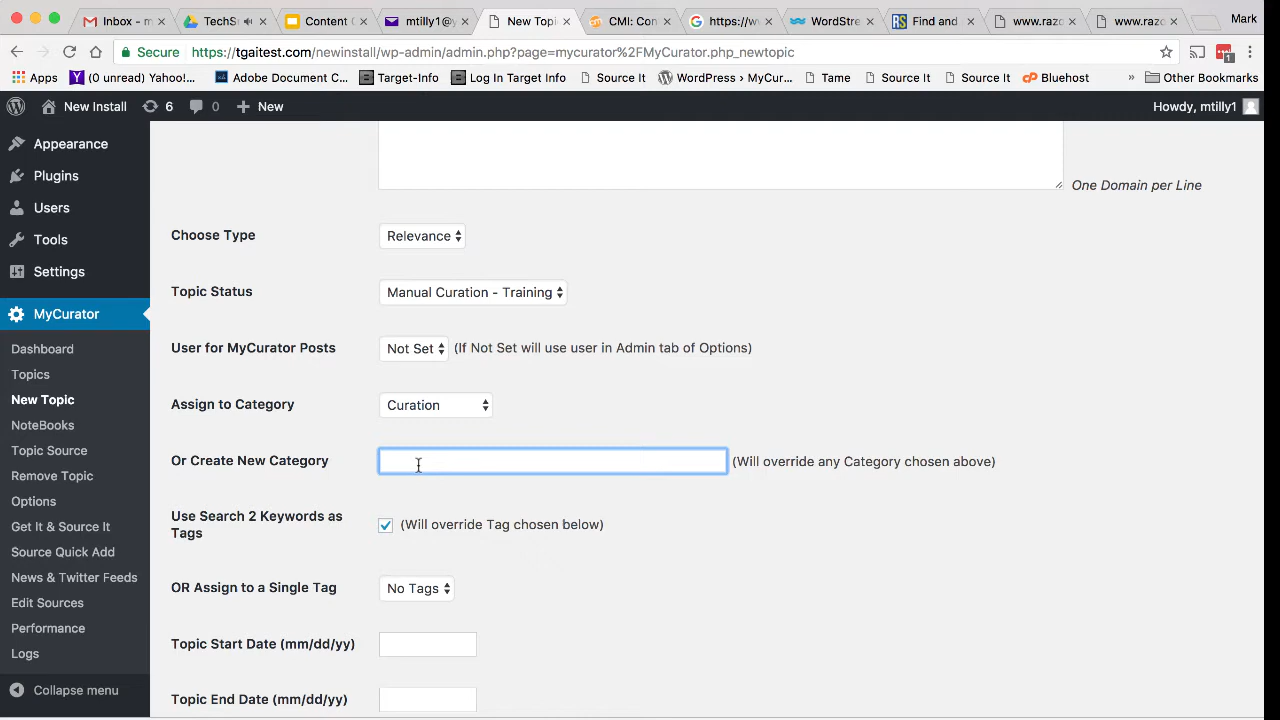 Inbox - m
TechS
Content (
mtilly1@y
New Topi
CMI: Con
https://w
WordStre
Find and
www.razo
www.razo
Mark
Secure
https://tgaitest.com/newinstall/wp-admin/admin.php?page=mycurator%2FMyCurator.php_newtopic
1
Apps
(0 unread) Yahoo!...
Adobe Document C...
Target-Info
Log In Target Info
Source It
WordPress › MyCur...
Tame
Source It
Source It
Bluehost
»
Other Bookmarks
New Install
6
0
New
Howdy, mtilly1
Appearance
Plugins
Users
Tools
Settings
MyCurator
Dashboard
Topics
New Topic
NoteBooks
Topic Source
Remove Topic
Options
Get It & Source It
Source Quick Add
News & Twitter Feeds
Edit Sources
Performance
Logs
Collapse menu
One Domain per Line
Choose Type
Relevance
Topic Status
Manual Curation - Training
User for MyCurator Posts
Not Set
(If Not Set will use user in Admin tab of Options)
Assign to Category
Curation
Or Create New Category
(Will override any Category chosen above)
Use Search 2 Keywords as
Tags
(Will override Tag chosen below)
OR Assign to a Single Tag
No Tags
Topic Start Date (mm/dd/yy)
Topic End Date (mm/dd/yy)